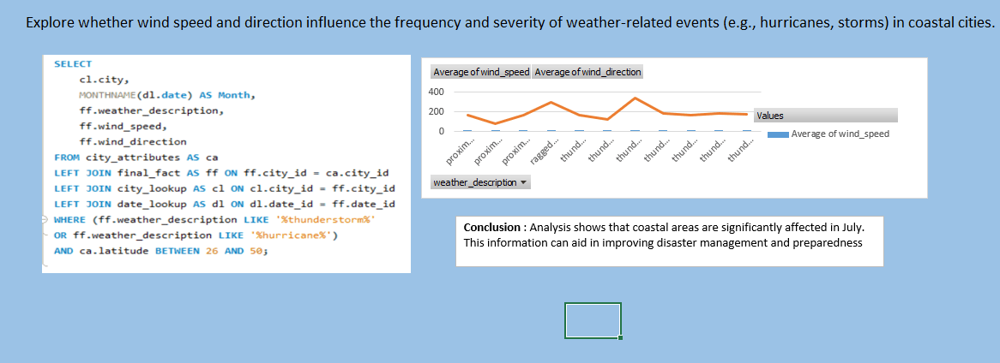 Explore whether wind speed and direction influence the frequency and severity of weather-related events (e.g., hurricanes, storms) in coastal cities.
SELECT
cl.city,
MONTHNAME(dl.date) AS Month,
ff.weather_description,
ff.wind_speed,
ff.wind_direction
FROM city_attributes AS ca
LEFT JOIN final_fact AS ff ON ff.city_id = ca.city_id
LEFT JOIN city_lookup AS cl ON cl.city_id = ff.city_id
LEFT JOIN date_lookup AS dl ON dl.date_id = ff.date_id
WHERE (ff.weather_description LIKE '%thunderstorm%'
OR ff.weather_description LIKE '%hurricane%')
AND ca.latitude BETWEEN 26 AND 50;
Average of wind_speed Average of wind_direction
400
200
0
proxim... proxim... proxim... ragged... thund... thund... thund... thund... thund... thund... thund...
Values
Average of wind_speed
weather_description
Conclusion : Analysis shows that coastal areas are significantly affected in July.
This information can aid in improving disaster management and preparedness